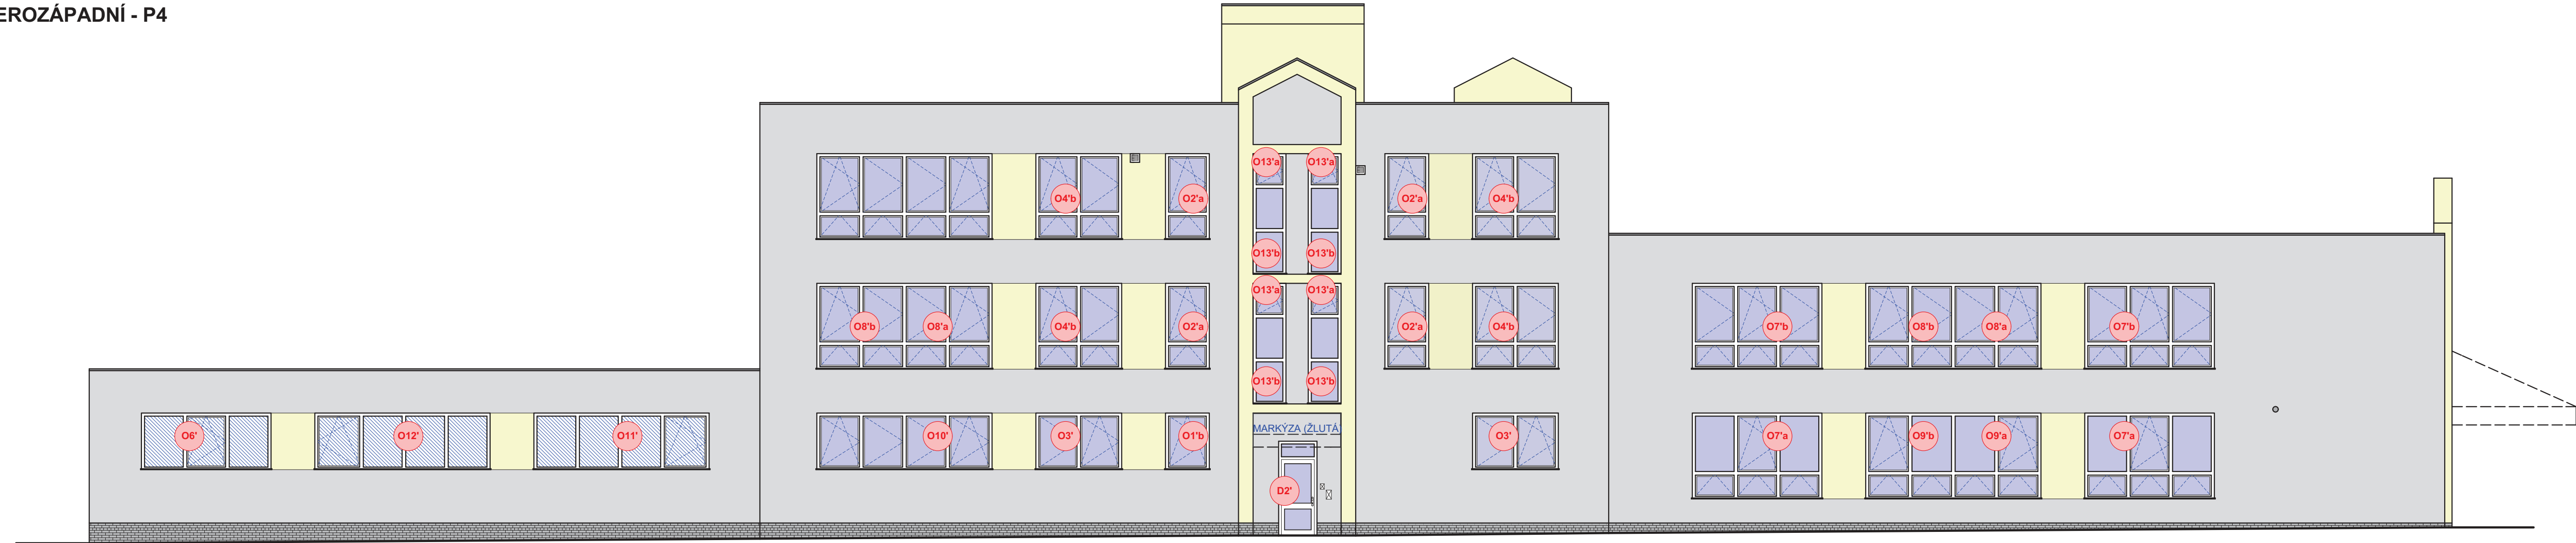 EROZÁPADNÍ - P4
O13'a O13'a
O4'b O2'a O2'a O4'b
O13'b O13'b
O13'a O13'a
O8'b O8'a O4'b O2'a O2'a O4'b O7'b O8'b O8'a O7'b
O13'b O13'b
MARKÝZA (ŽLUTÁ
O6' O12' O11' O10' O3' O1'b O3' O7'a O9'b O9'a O7'a
D2'